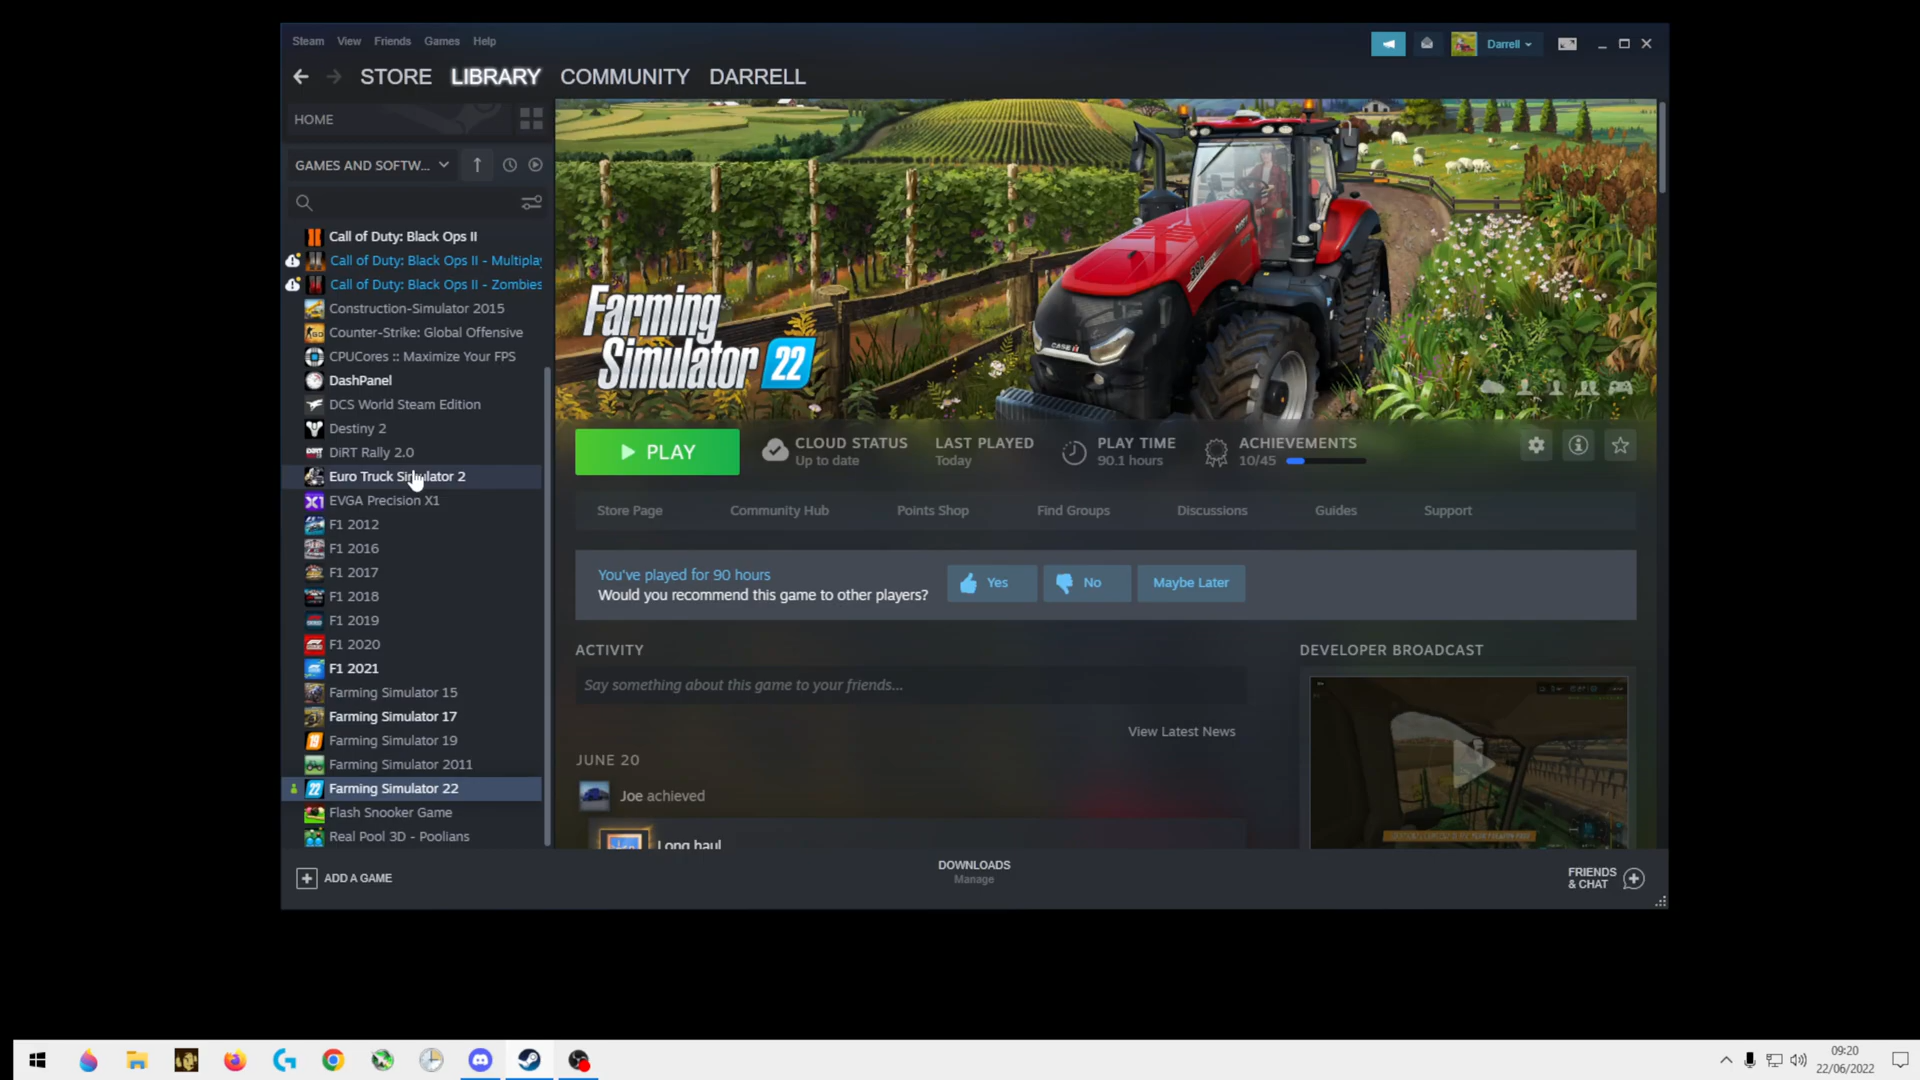 Steam View Friends Games Help
Darrell
STORE LIBRARY COMMUNITY DARRELL
HOME
GAMES AND SOFTW...
Call of Duty: Black Ops II
Call of Duty: Black Ops II - Multiplay
Call of Duty: Black Ops II - Zombies
Construction-Simulator 2015
Counter-Strike: Global Offensive
CPUCores :: Maximize Your FPS
DashPanel
DCS World Steam Edition
Destiny 2
DiRT Rally 2.0
Euro Truck Simulator 2
EVGA Precision X1
F1 2012
F1 2016
F1 2017
F1 2018
F1 2019
F1 2020
F1 2021
Farming Simulator 15
Farming Simulator 17
Farming Simulator 19
Farming Simulator 2011
Farming Simulator 22
Flash Snooker Game
Real Pool 3D - Poolians
ADD A GAME
Farming
Simulator 22
CASE IH
PLAY
CLOUD STATUS
Up to date
LAST PLAYED
Today
PLAY TIME
90.1 hours
ACHIEVEMENTS
10/45
Store Page Community Hub Points Shop Find Groups Discussions Guides Support
You've played for 90 hours
Would you recommend this game to other players?
Yes No Maybe Later
ACTIVITY
Say something about this game to your friends...
View Latest News
JUNE 20
Joe achieved
Long haul
DEVELOPER BROADCAST
DOWNLOADS
Manage
FRIENDS
& CHAT
09:20
22/06/2022